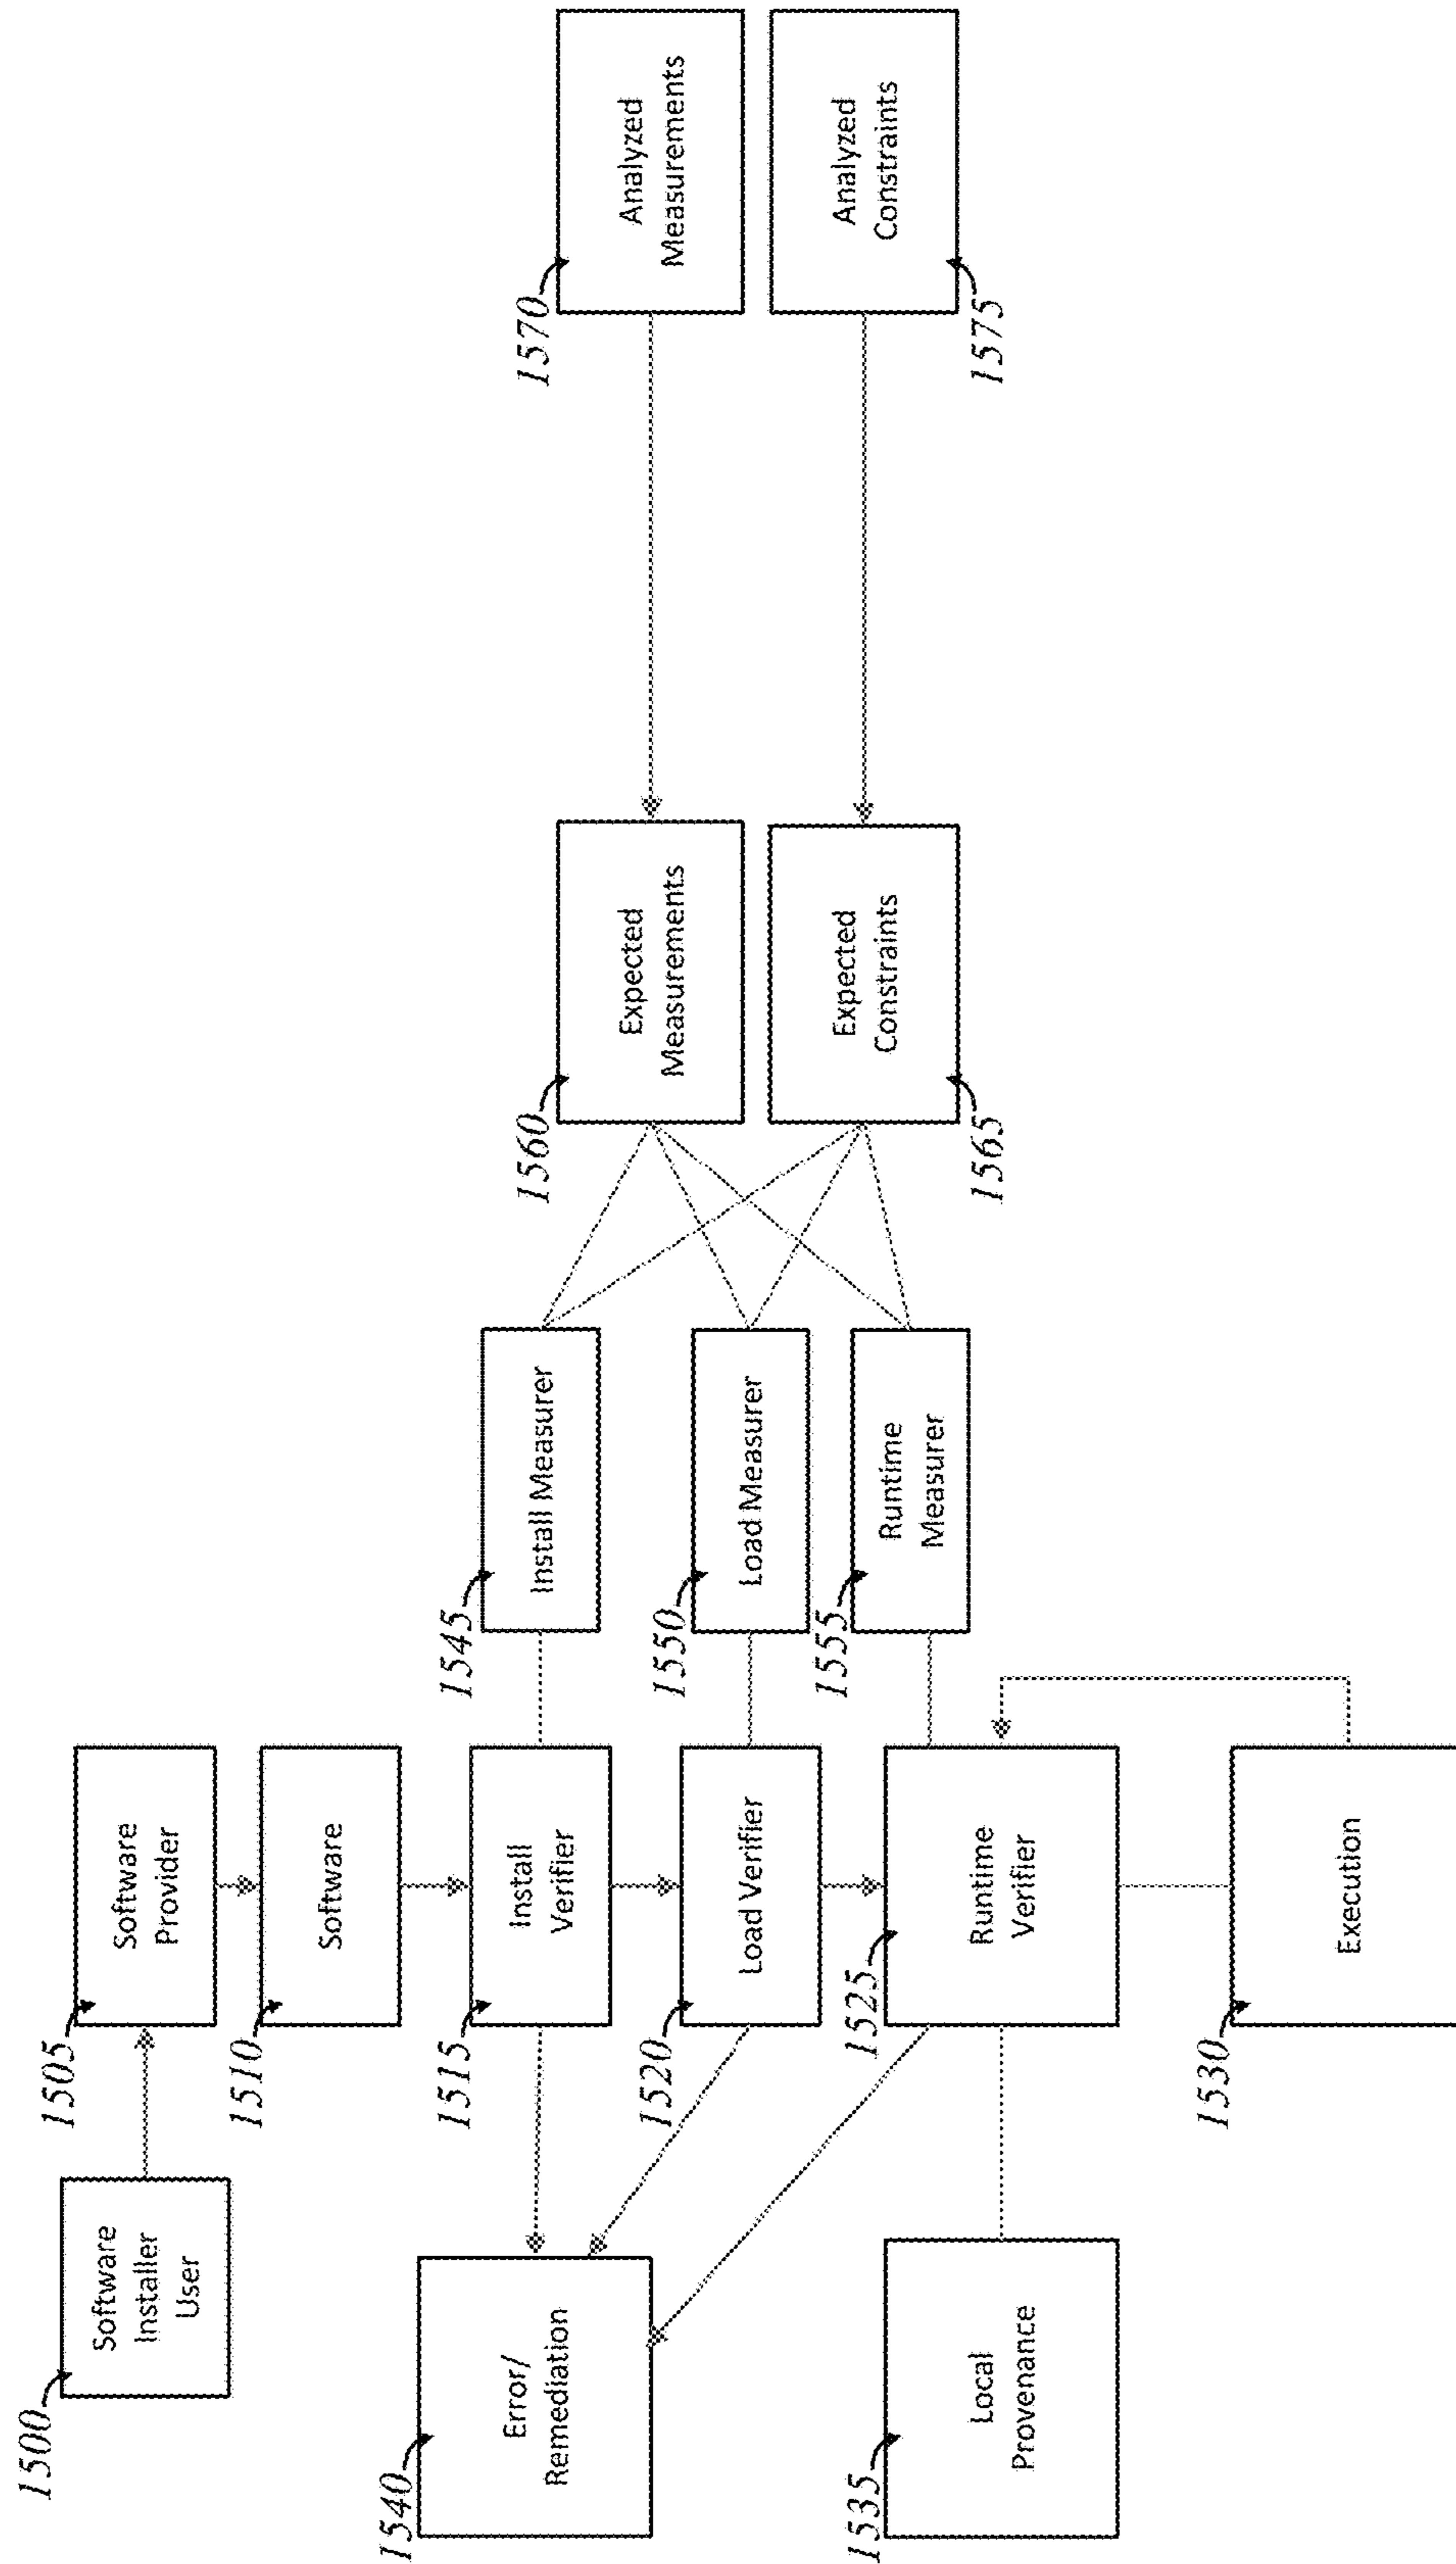 1500
Software
Installer
User
1505
Software
Provider
1510
Software
1515
Install
Verifier
1520
Load Verifier
1525
Runtime
Verifier
1530
Execution
1535
Local
Provenance
1540
Error/
Remediation
1545
Install Measurer
1550
Load Measurer
1555
Runtime
Measurer
1560
Expected
Measurements
1565
Expected
Constraints
1570
Analyzed
Measurements
1575
Analyzed
Constraints